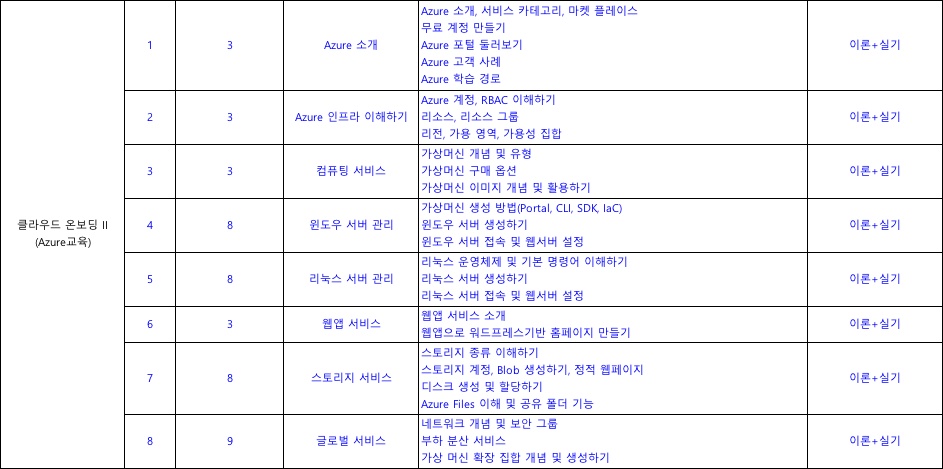 클라우드 온보딩 II
(Azure교육)
1
3
Azure 소개
Azure 소개, 서비스 카테고리, 마켓 플레이스
무료 계정 만들기
Azure 포털 둘러보기
Azure 고객 사례
Azure 학습 경로
이론+실기
2
3
Azure 인프라 이해하기
Azure 계정, RBAC 이해하기
리소스, 리소스 그룹
리전, 가용 영역, 가용성 집합
이론+실기
3
3
컴퓨팅 서비스
가상머신 개념 및 유형
가상머신 구매 옵션
가상머신 이미지 개념 및 활용하기
이론+실기
4
8
윈도우 서버 관리
가상머신 생성 방법(Portal, CLI, SDK, IaC)
윈도우 서버 생성하기
윈도우 서버 접속 및 웹서버 설정
이론+실기
5
8
리눅스 서버 관리
리눅스 운영체제 및 기본 명령어 이해하기
리눅스 서버 생성하기
리눅스 서버 접속 및 웹서버 설정
이론+실기
6
3
웹앱 서비스
웹앱 서비스 소개
웹앱으로 워드프레스기반 홈페이지 만들기
이론+실기
7
8
스토리지 서비스
스토리지 종류 이해하기
스토리지 계정, Blob 생성하기, 정적 웹페이지
디스크 생성 및 할당하기
Azure Files 이해 및 공유 폴더 기능
이론+실기
8
9
글로벌 서비스
네트워크 개념 및 보안 그룹
부하 분산 서비스
가상 머신 확장 집합 개념 및 생성하기
이론+실기